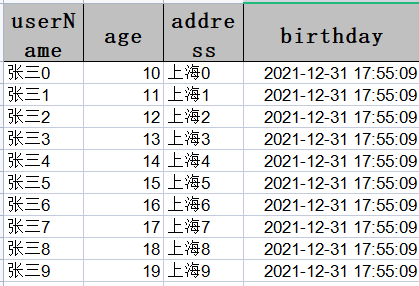 userName age address birthday
张三0 10 上海0 2021-12-31 17:55:09
张三1 11 上海1 2021-12-31 17:55:09
张三2 12 上海2 2021-12-31 17:55:09
张三3 13 上海3 2021-12-31 17:55:09
张三4 14 上海4 2021-12-31 17:55:09
张三5 15 上海5 2021-12-31 17:55:09
张三6 16 上海6 2021-12-31 17:55:09
张三7 17 上海7 2021-12-31 17:55:09
张三8 18 上海8 2021-12-31 17:55:09
张三9 19 上海9 2021-12-31 17:55:09